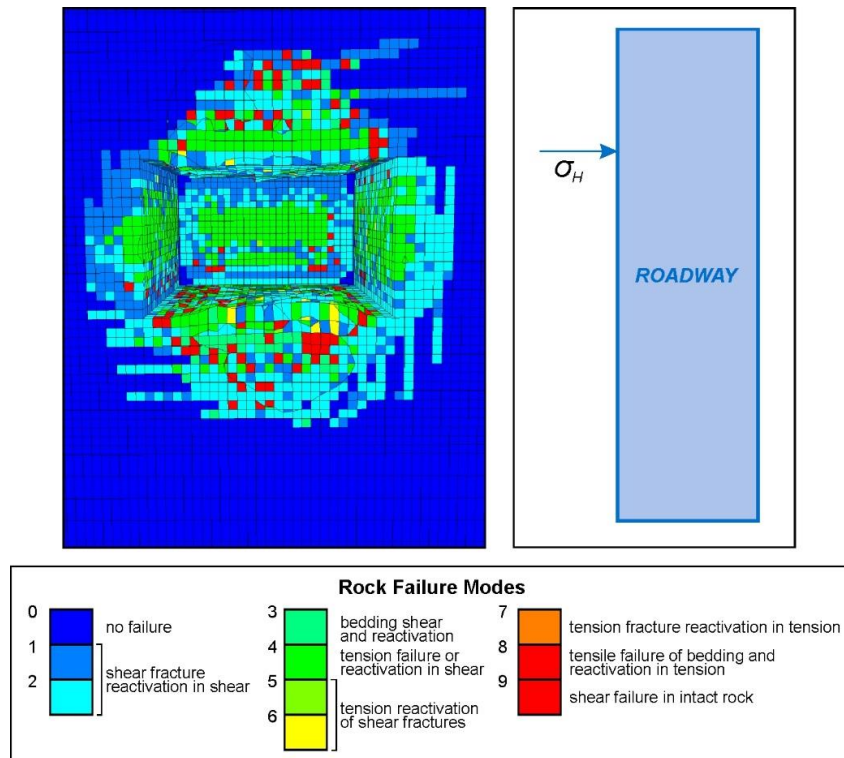 σH
ROADWAY
Rock Failure Modes
0
no failure
1
shear fracture
reactivation in shear
2
3
bedding shear
and reactivation
4
tension failure or
reactivation in shear
5
tension reactivation
of shear fractures
6
7
tension fracture reactivation in tension
8
tensile failure of bedding and
reactivation in tension
9
shear failure in intact rock